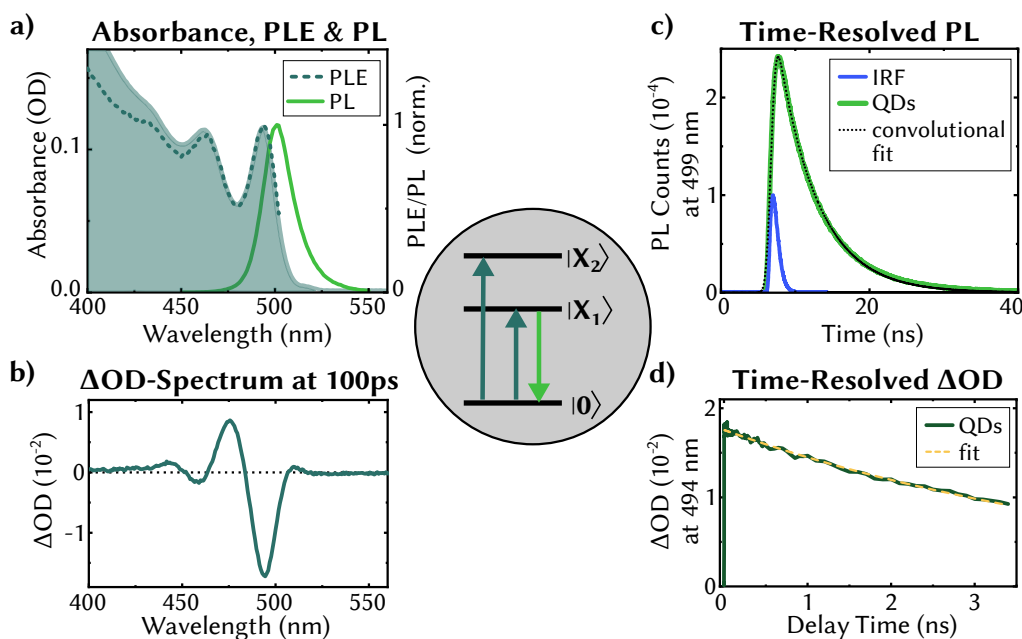 a)
Absorbance, PLE & PL
Absorbance (OD)
0.1
0.0
PLE
PL
1
0
PLE/PL (norm.)
400
450
500
550
Wavelength (nm)
b)
ΔOD-Spectrum at 100ps
ΔOD (10⁻²)
1
0
-1
400
450
500
550
Wavelength (nm)
|X₂⟩
|X₁⟩
|0⟩
c)
Time-Resolved PL
PL Counts (10⁻⁴)
at 499 nm
2
1
0
IRF
QDs
convolutional
fit
0
20
40
Time (ns)
d)
Time-Resolved ΔOD
ΔOD (10⁻²)
at 494 nm
2
1
0
QDs
fit
0
1
2
3
Delay Time (ns)